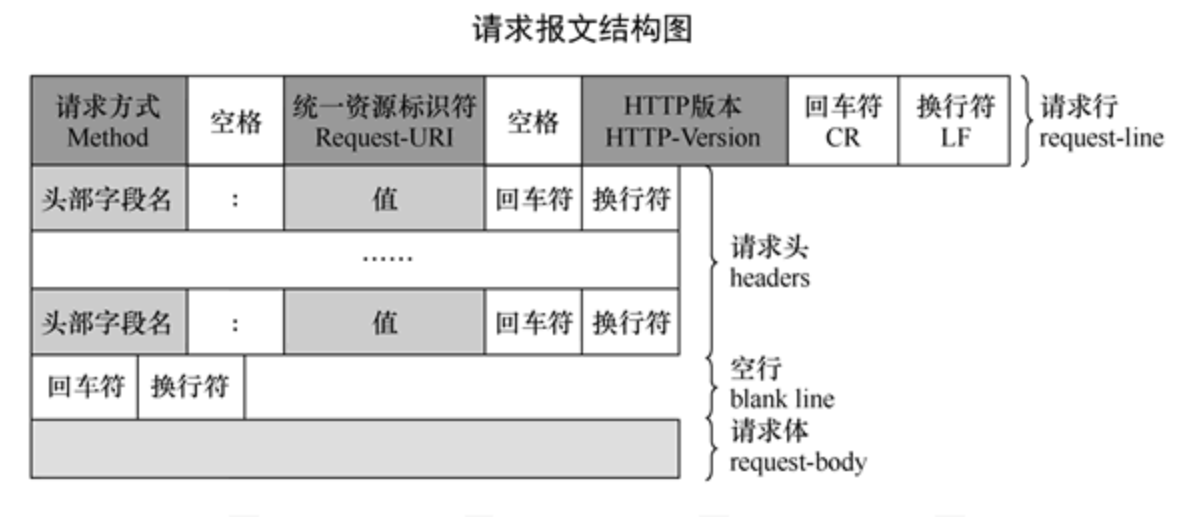 请求报文结构图
请求方式 空格 统一资源标识符 空格 HTTP版本 回车符 换行符 请求行
Method Request-URI HTTP-Version CR LF request-line
头部字段名 : 值 回车符 换行符
请求头
······
headers
头部字段名 : 值 回车符 换行符
空行
回车符 换行符
blank line
请求体
request-body